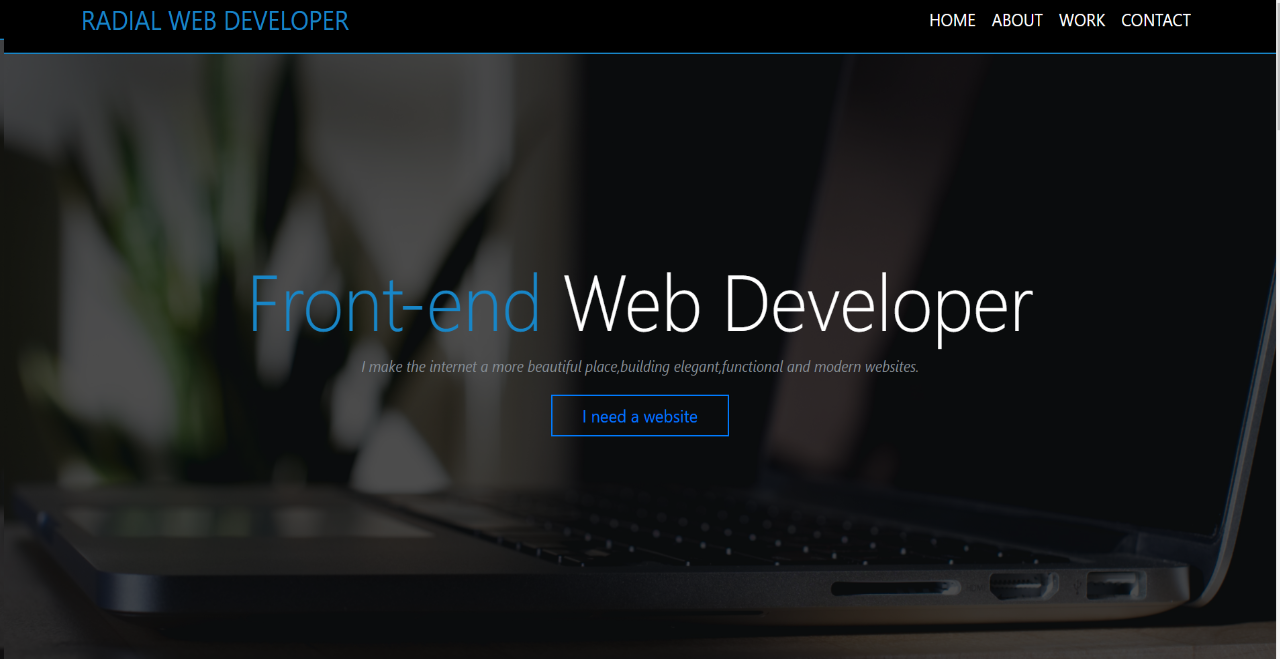 RADIAL WEB DEVELOPER HOME ABOUT WORK CONTACT
Front-end Web Developer
I make the internet a more beautiful place,building elegant,functional and modern websites.
I need a website